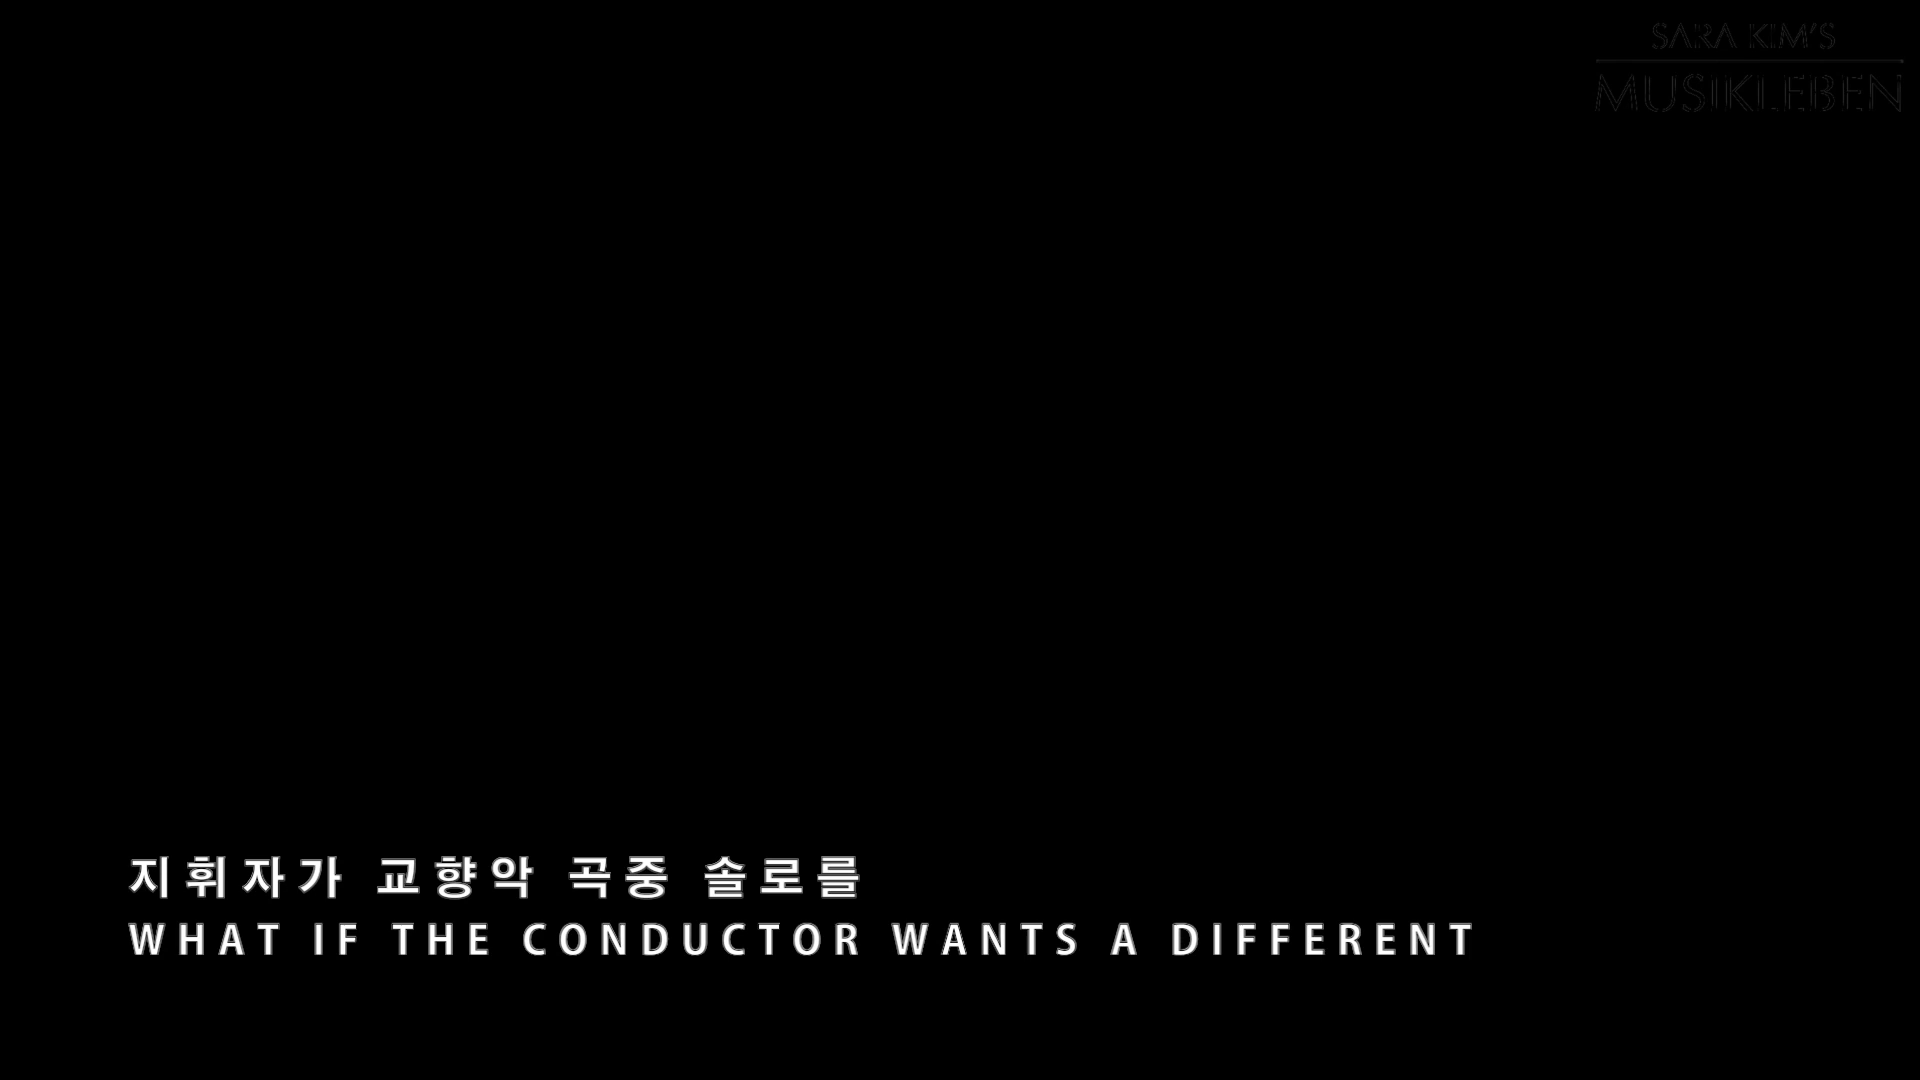 SARA KIM'S
MUSIKLEBEN
지휘자가 교향악 곡중 솔로를
WHAT IF THE CONDUCTOR WANTS A DIFFERENT